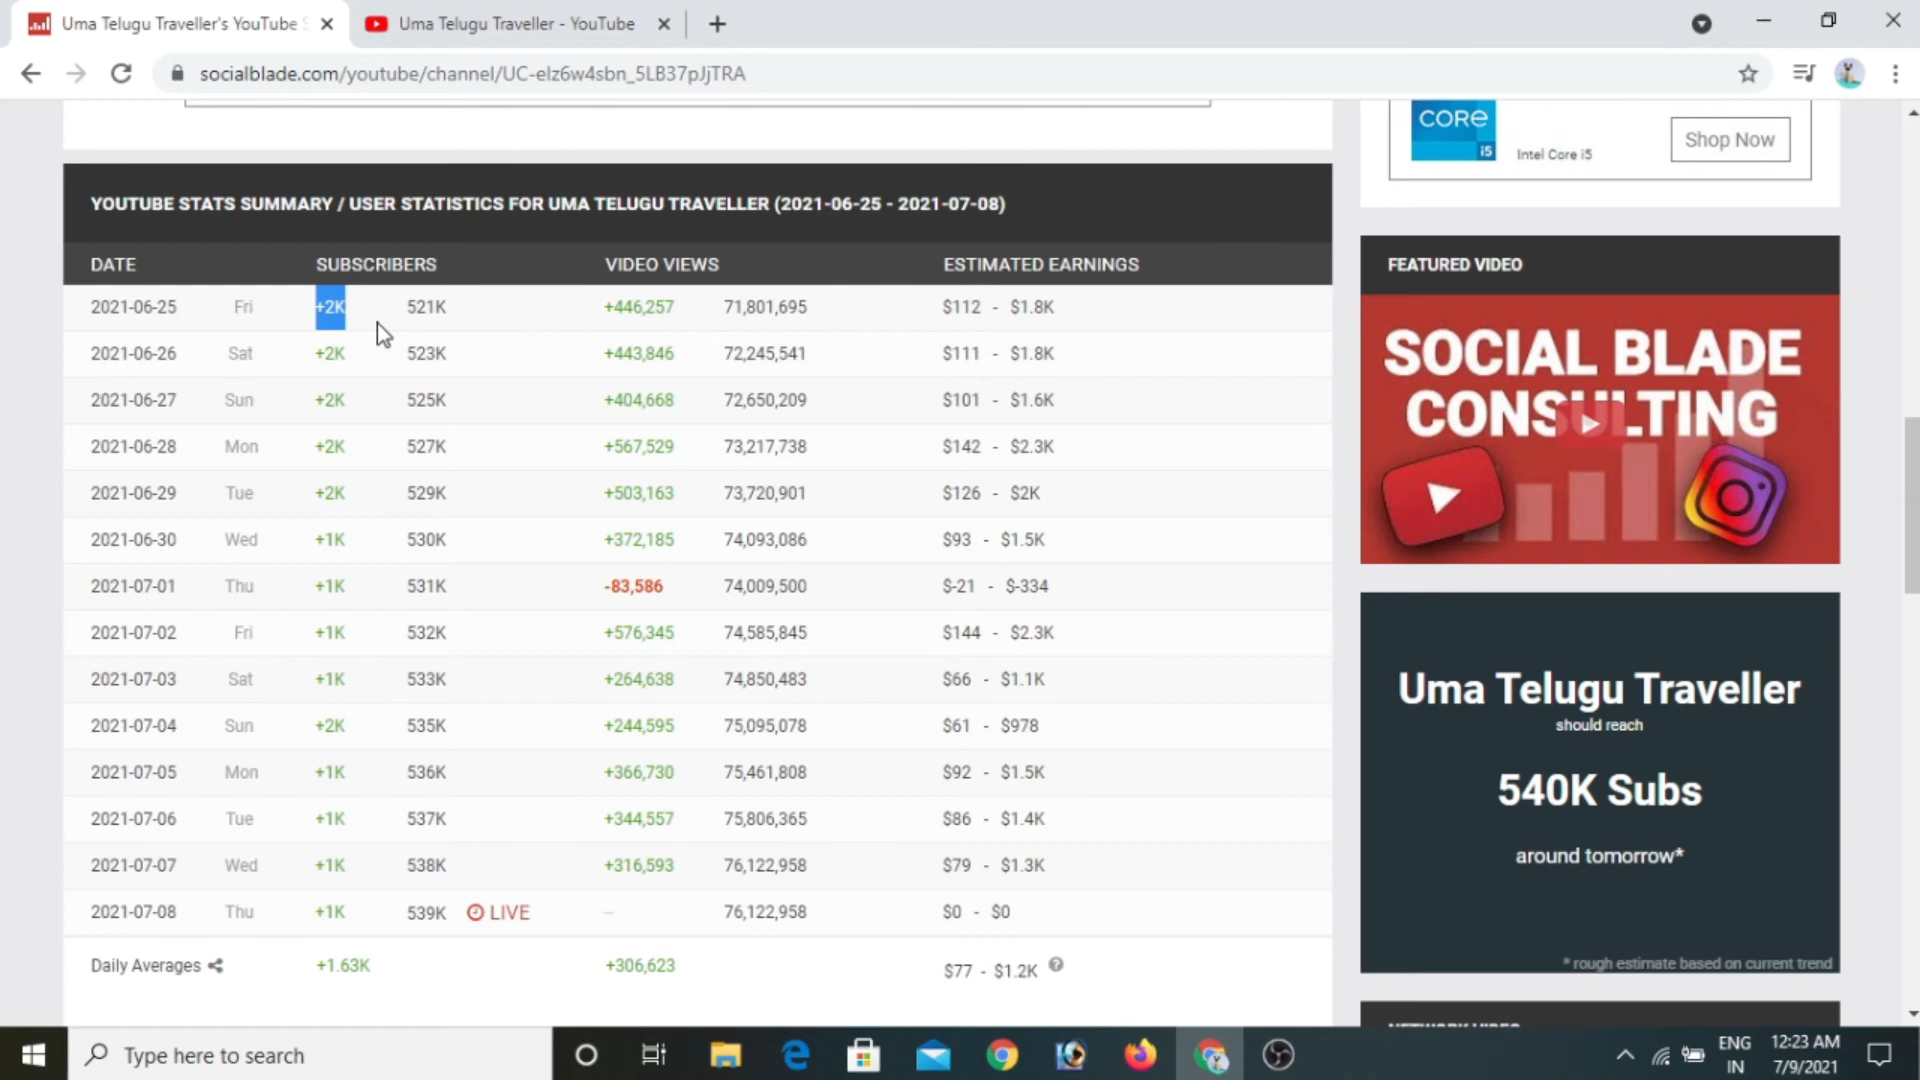 Uma Telugu Traveller's YouTube S
Uma Telugu Traveller - YouTube
socialblade.com/youtube/channel/UC-elz6w4sbn_5LB37pJjTRA
core
i5
Intel Core i5
Shop Now
YOUTUBE STATS SUMMARY / USER STATISTICS FOR UMA TELUGU TRAVELLER (2021-06-25 - 2021-07-08)
DATE SUBSCRIBERS VIDEO VIEWS ESTIMATED EARNINGS
2021-06-25 Fri +2K 521K +446,257 71,801,695 $112 - $1.8K
2021-06-26 Sat +2K 523K +443,846 72,245,541 $111 - $1.8K
2021-06-27 Sun +2K 525K +404,668 72,650,209 $101 - $1.6K
2021-06-28 Mon +2K 527K +567,529 73,217,738 $142 - $2.3K
2021-06-29 Tue +2K 529K +503,163 73,720,901 $126 - $2K
2021-06-30 Wed +1K 530K +372,185 74,093,086 $93 - $1.5K
2021-07-01 Thu +1K 531K -83,586 74,009,500 $-21 - $-334
2021-07-02 Fri +1K 532K +576,345 74,585,845 $144 - $2.3K
2021-07-03 Sat +1K 533K +264,638 74,850,483 $66 - $1.1K
2021-07-04 Sun +2K 535K +244,595 75,095,078 $61 - $978
2021-07-05 Mon +1K 536K +366,730 75,461,808 $92 - $1.5K
2021-07-06 Tue +1K 537K +344,557 75,806,365 $86 - $1.4K
2021-07-07 Wed +1K 538K +316,593 76,122,958 $79 - $1.3K
2021-07-08 Thu +1K 539K LIVE -- 76,122,958 $0 - $0
Daily Averages +1.63K +306,623 $77 - $1.2K
FEATURED VIDEO
SOCIAL BLADE
CONSULTING
Uma Telugu Traveller
should reach
540K Subs
around tomorrow*
* rough estimate based on current trend
NETWORK VIDEO
Type here to search
ENG
IN
12:23 AM
7/9/2021